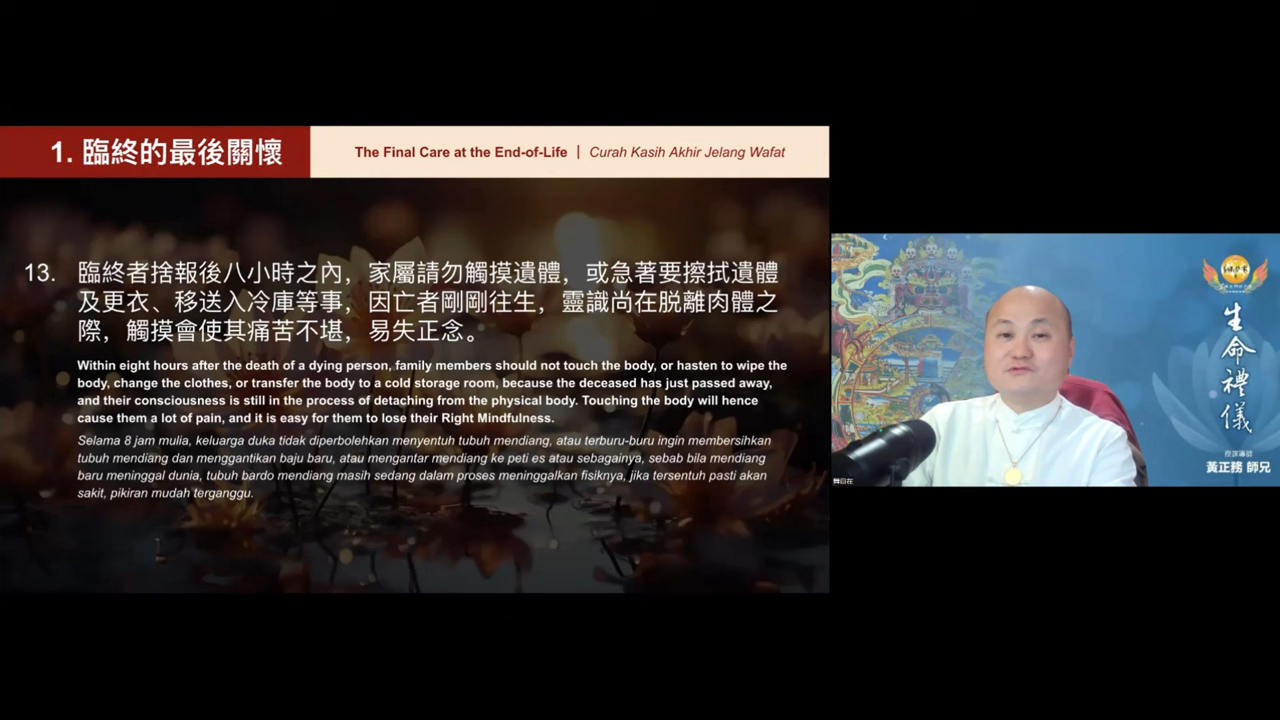 1. 臨終的最後關懷
The Final Care at the End-of-Life | Curah Kasih Akhir Jelang Wafat
13. 臨終者捨報後八小時之內，家屬請勿觸摸遺體，或急著要擦拭遺體
及更衣、移送入冷庫等事，因亡者剛剛往生，靈識尚在脫離肉體之
際，觸摸會使其痛苦不堪，易失正念。
Within eight hours after the death of a dying person, family members should not touch the body, or hasten to wipe the
body, change the clothes, or transfer the body to a cold storage room, because the deceased has just passed away,
and their consciousness is still in the process of detaching from the physical body. Touching the body will hence
cause them a lot of pain, and it is easy for them to lose their Right Mindfulness.
Selama 8 jam mulia, keluarga duka tidak diperbolehkan menyentuh tubuh mendiang, atau terburu-buru ingin membersihkan
tubuh mendiang dan menggantikan baju baru, atau mengantar mendiang ke peti es atau sebagainya, sebab bila mendiang
baru meninggal dunia, tubuh bardo mendiang masih sedang dalam proses meninggalkan fisiknya, jika tersentuh pasti akan
sakit, pikiran mudah terganggu.
生命禮儀
授課導師
黃正務 師兄